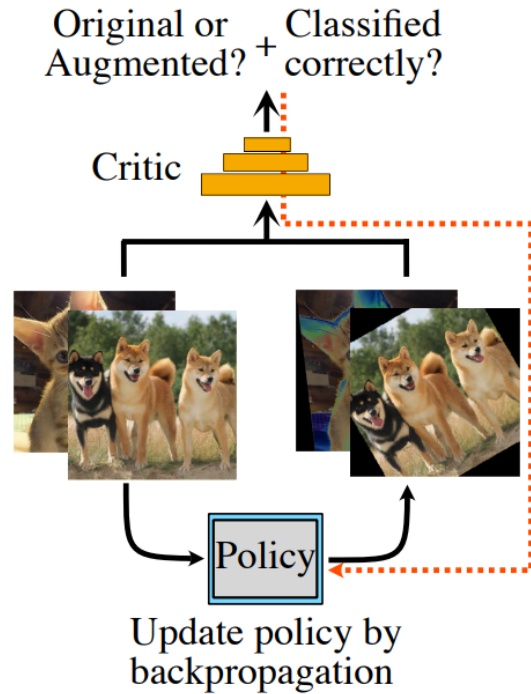 Original or + Classified
Augmented? correctly?
Critic
Policy
Update policy by
backpropagation